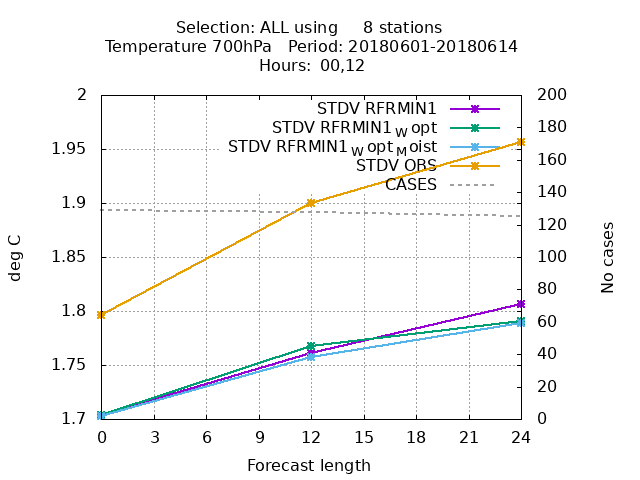 Selection: ALL using     8 stations
Temperature 700hPa   Period: 20180601-20180614
Hours:  00,12
2
1.95
1.9
1.85
1.8
1.75
1.7
200
180
160
140
120
100
80
60
40
20
0
STDV RFRMIN1
STDV RFRMIN1_Wopt
STDV RFRMIN1_Wopt_Moist
STDV OBS
CASES
deg C
No cases
0 3 6 9 12 15 18 21 24
Forecast length